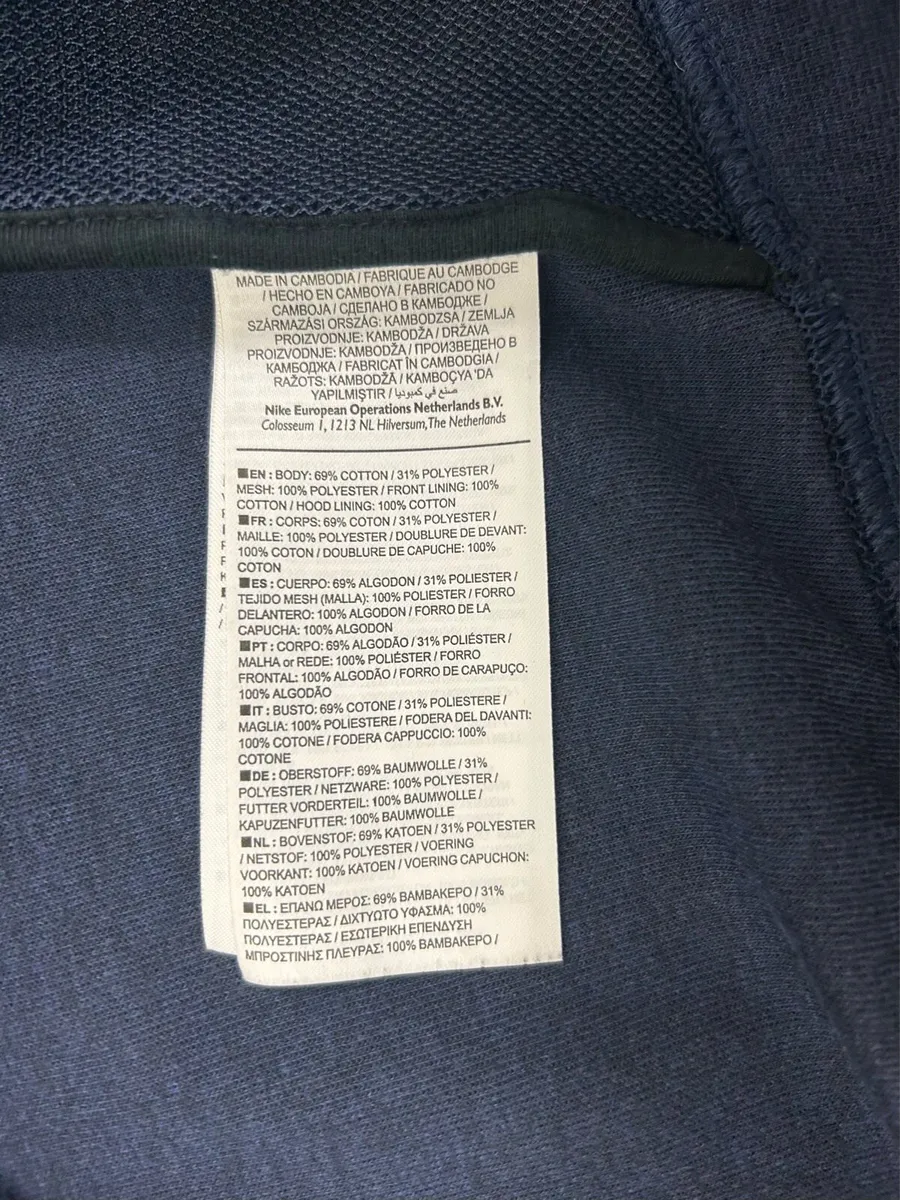 MADE IN CAMBODIA / FABRIQUE AU CAMBODGE
/ HECHO EN CAMBOYA / FABRICADO NO
CAMBOJA / СДЕЛАНО В КАМБОДЖЕ /
SZÁRMAZÁSI ORSZÁG: KAMBODZSA / ZEMLJA
PROIZVODNJE: KAMBODŽA / DRŽAVA
PROIZVODNJE: KAMBODŽA / ПРОИЗВЕДЕНО В
КАМБОДЖА / FABRICAT ÎN CAMBODGIA /
RAŽOTS: KAMBODŽĀ / KAMBOÇYA 'DA
YAPILMIŞTIR / صنع في كمبوديا
Nike European Operations Netherlands B.V.
Colosseum 1, 1213 NL Hilversum, The Netherlands
EN : BODY: 69% COTTON / 31% POLYESTER /
MESH: 100% POLYESTER / FRONT LINING: 100%
COTTON / HOOD LINING: 100% COTTON
FR : CORPS: 69% COTON / 31% POLYESTER /
MAILLE: 100% POLYESTER / DOUBLURE DE DEVANT:
100% COTON / DOUBLURE DE CAPUCHE: 100%
COTON
ES : CUERPO: 69% ALGODON / 31% POLIESTER /
TEJIDO MESH (MALLA): 100% POLIESTER / FORRO
DELANTERO: 100% ALGODON / FORRO DE LA
CAPUCHA: 100% ALGODON
PT : CORPO: 69% ALGODÃO / 31% POLIÉSTER /
MALHA or REDE: 100% POLIÉSTER / FORRO
FRONTAL: 100% ALGODÃO / FORRO DE CARAPUÇO:
100% ALGODÃO
IT : BUSTO: 69% COTONE / 31% POLIESTERE /
MAGLIA: 100% POLIESTERE / FODERA DEL DAVANTI:
100% COTONE / FODERA CAPPUCCIO: 100%
COTONE
DE : OBERSTOFF: 69% BAUMWOLLE / 31%
POLYESTER / NETZWARE: 100% POLYESTER /
FUTTER VORDERTEIL: 100% BAUMWOLLE /
KAPUZENFUTTER: 100% BAUMWOLLE
NL : BOVENSTOF: 69% KATOEN / 31% POLYESTER
/ NETSTOF: 100% POLYESTER / VOERING
VOORKANT: 100% KATOEN / VOERING CAPUCHON:
100% KATOEN
EL : ΕΠΑΝΩ ΜΕΡΟΣ: 69% ΒΑΜΒΑΚΕΡΟ / 31%
ΠΟΛΥΕΣΤΕΡΑΣ / ΔΙΧΤΥΩΤΟ ΥΦΑΣΜΑ: 100%
ΠΟΛΥΕΣΤΕΡΑΣ / ΕΣΩΤΕΡΙΚΗ ΕΠΕΝΔΥΣΗ
ΜΠΡΟΣΤΙΝΗΣ ΠΛΕΥΡΑΣ: 100% ΒΑΜΒΑΚΕΡΟ /